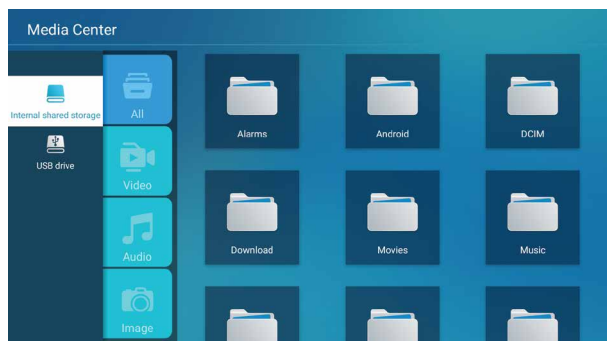 Media Center
Internal shared storage
USB drive
All
Video
Audio
Image
Alarms
Android
DCIM
Download
Movies
Music